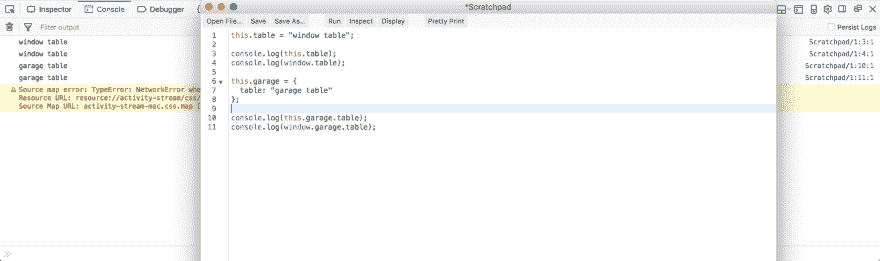 *Scratchpad
Inspector
Console
Debugger
Open File...
Save
Save As...
Run
Inspect
Display
Pretty Print
Filter output
Persist Logs
window table
Scratchpad/1:3:1
window table
Scratchpad/1:4:1
garage table
Scratchpad/1:10:1
garage table
Scratchpad/1:11:1
Source map error: TypeError: NetworkError whe
Resource URL: resource://activity-stream/css/
Source Map URL: activity-stream-mac.css.map [
1 this.table = "window table";
2
3 console.log(this.table);
4 console.log(window.table);
5
6 this.garage = {
7 table: "garage table"
8 };
9
10 console.log(this.garage.table);
11 console.log(window.garage.table);